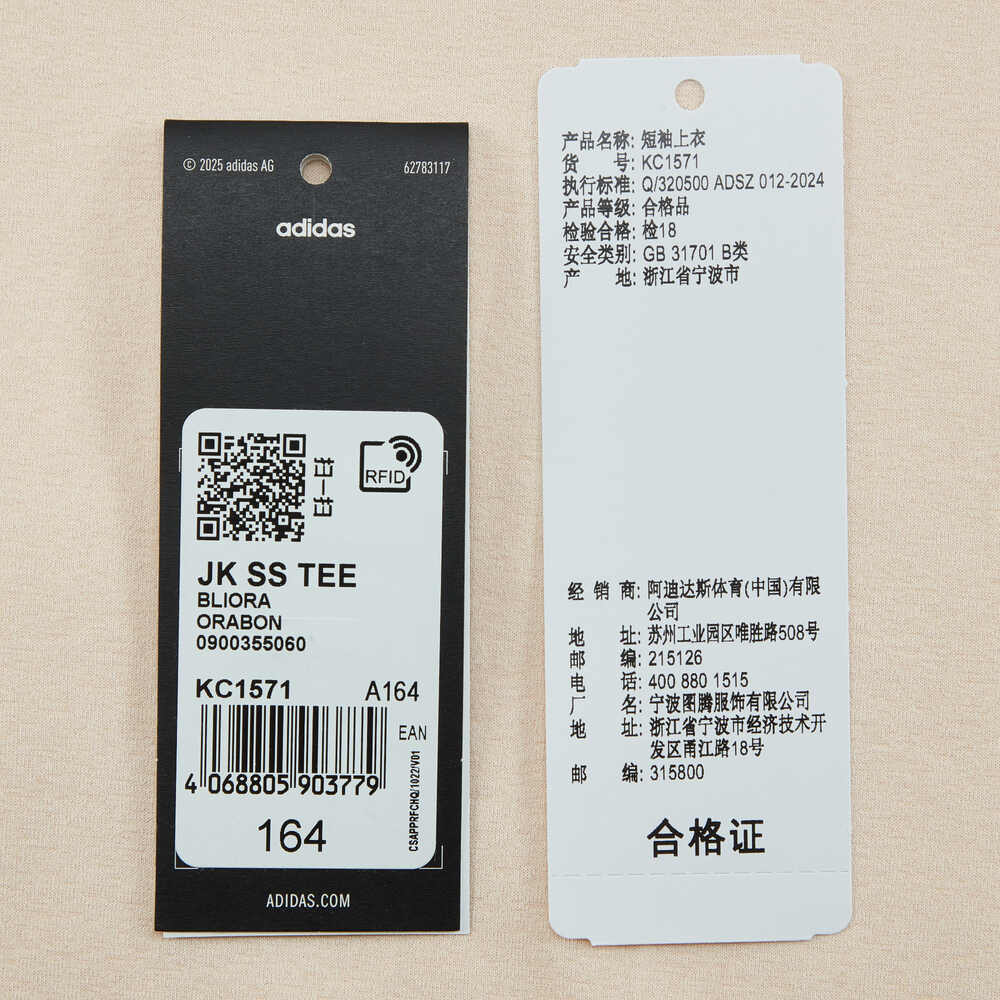 © 2025 adidas AG
62783117
adidas
扫一扫
RFID
JK SS TEE
BLIORA
ORABON
0900355060
KC1571 A164
EAN
4 068805 903779
CSAPPRFCHQ/1022/V01
164
ADIDAS.COM
产品名称: 短袖上衣
货 号: KC1571
执行标准: Q/320500 ADSZ 012-2024
产品等级: 合格品
检验合格: 检18
安全类别: GB 31701 B类
产 地: 浙江省宁波市
经 销 商: 阿迪达斯体育(中国)有限
公司
地 址: 苏州工业园区唯胜路508号
邮 编: 215126
电 话: 400 880 1515
厂 名: 宁波图腾服饰有限公司
地 址: 浙江省宁波市经济技术开
发区甬江路18号
邮 编: 315800
合格证